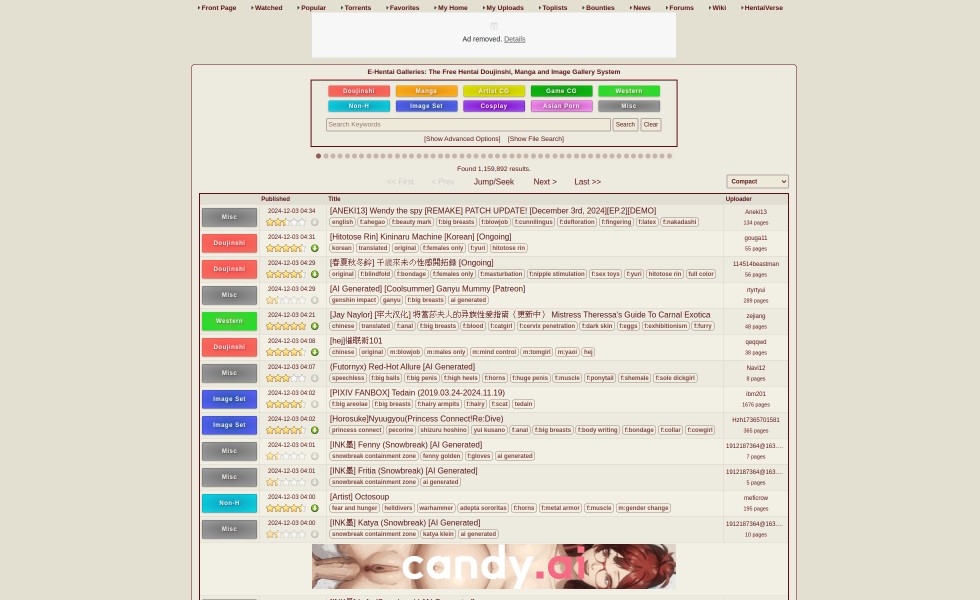 Front Page Watched Popular Torrents Favorites My Home My Uploads Toplists Bounties News Forums Wiki HentaiVerse
Ad removed. Details
E-Hentai Galleries: The Free Hentai Doujinshi, Manga and Image Gallery System
Doujinshi Manga Artist CG Game CG Western
Non-H Image Set Cosplay Asian Porn Misc
Search Keywords Search Clear
[Show Advanced Options] [Show File Search]
Found 1,159,892 results.
<< First < Prev Jump/Seek Next > Last >> Compact
Published Title Uploader
Misc 2024-12-03 04:34 [ANEKI13] Wendy the spy [REMAKE] PATCH UPDATE! [December 3rd, 2024][EP.2][DEMO] Aneki13
english f:ahegao f:beauty mark f:big breasts f:blowjob f:cunnilingus f:defloration f:fingering f:gag f:nakadashi 134 pages
Doujinshi 2024-12-03 04:31 [Hitotose Rin] Kininaru Machine [Korean] [Ongoing] gouga11
korean translated original f:females only f:yuri hitotose rin 55 pages
Doujinshi 2024-12-03 04:29 [春夏秋冬鈴] 千歳来未の性感開拓録 [Ongoing] 114514beastman
original f:blindfold f:bondage f:females only f:masturbation f:nipple stimulation f:sex toys f:yuri hitotose rin full color 56 pages
Misc 2024-12-03 04:29 [AI Generated] [Coolsummer] Ganyu Mummy [Patreon] rtyrtyui
genshin impact ganyu f:big breasts ai generated 289 pages
Western 2024-12-03 04:21 [Jay Naylor] [牢大汉化] 特蕾莎夫人的异族性爱指南（更新中） Mistress Theressa's Guide To Carnal Exotica zejiang
chinese translated f:anal f:big breasts f:blood f:catgirl f:cervix penetration f:dark skin f:eggs f:exhibitionism f:furry 48 pages
Doujinshi 2024-12-03 04:08 [hej]催眠術101 qeqqwd
chinese original m:blowjob m:males only m:mind control m:tomgirl m:yaoi hej 38 pages
Misc 2024-12-03 04:07 (Futornyx) Red-Hot Allure [AI Generated] Navi12
speechless f:big balls f:big penis f:high heels f:horns f:huge penis f:muscle f:ponytail f:shemale f:sole dickgirl 8 pages
Image Set 2024-12-03 04:02 [PIXIV FANBOX] Tedain (2019.03.24-2024.11.19) ibm201
f:big areolae f:big breasts f:hairy armpits f:hairy f:scat tedain 1676 pages
Image Set 2024-12-03 04:02 [Horosuke]Nyuugyou(Princess Connect!Re:Dive) Hzh17365701581
princess connect pecorine shizuru hoshino yui kusano f:anal f:big breasts f:body writing f:bondage f:collar f:cowgirl 365 pages
Misc 2024-12-03 04:01 [INK墨] Fenny (Snowbreak) [AI Generated] 1912187364@163....
snowbreak containment zone fenny golden f:gloves ai generated 7 pages
Misc 2024-12-03 04:01 [INK墨] Fritia (Snowbreak) [AI Generated] 1912187364@163....
snowbreak containment zone ai generated 5 pages
Non-H 2024-12-03 04:00 [Artist] Octosoup meficrow
fear and hunger helldivers warhammer adepta sororitas f:horns f:metal armor f:muscle m:gender change 195 pages
Misc 2024-12-03 04:00 [INK墨] Katya (Snowbreak) [AI Generated] 1912187364@163....
snowbreak containment zone katya klein ai generated 10 pages
candy.ai